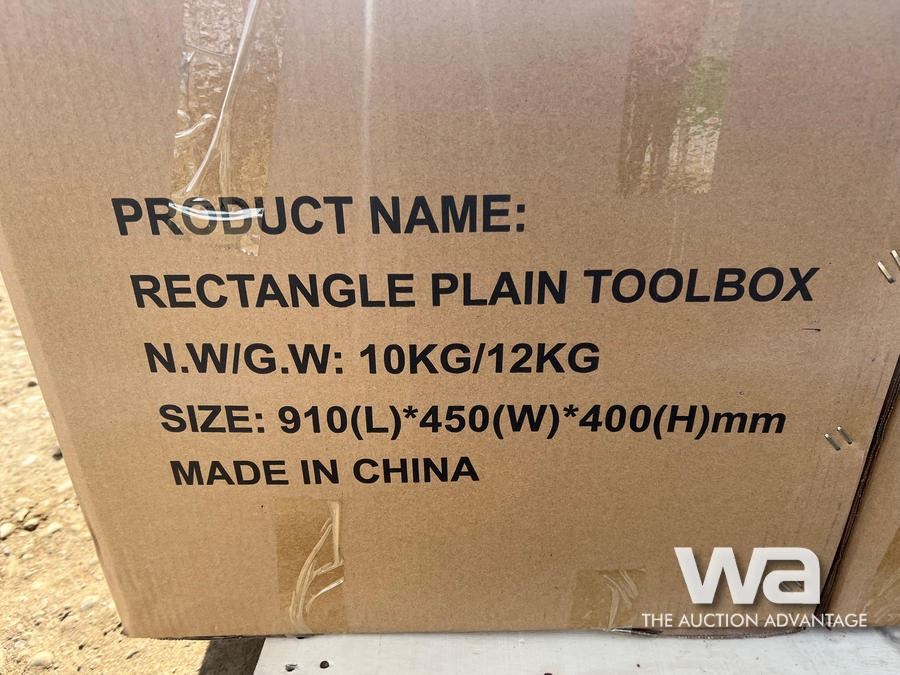 PRODUCT NAME:
RECTANGLE PLAIN TOOLBOX
N.W/G.W: 10KG/12KG
SIZE: 910(L)*450(W)*400(H)mm
MADE IN CHINA
wa
THE AUCTION ADVANTAGE